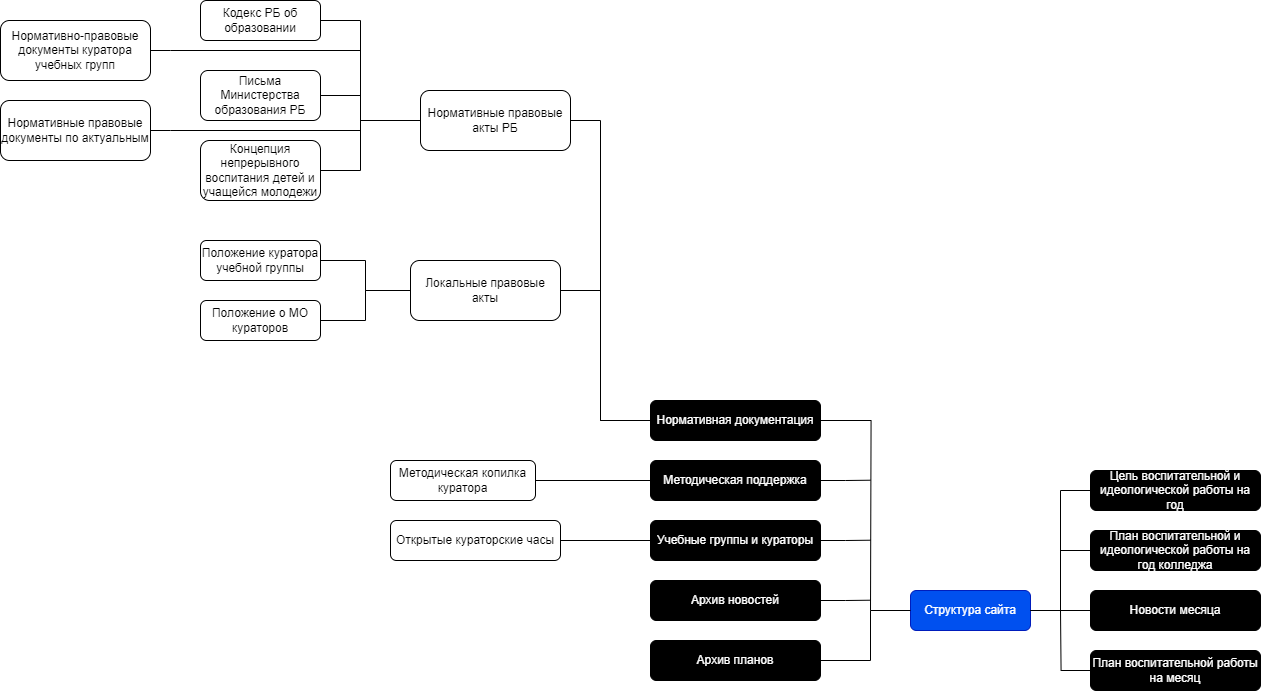 Кодекс РБ об
образовании
Нормативно-правовые
документы куратора
учебных групп
Письма
Министерства
образования РБ
Нормативные правовые
документы по актуальным
Концепция
непрерывного
воспитания детей и
учащейся молодежи
Нормативные правовые
акты РБ
Положение куратора
учебной группы
Положение о МО
кураторов
Локальные правовые
акты
Нормативная документация
Методическая копилка
куратора
Методическая поддержка
Открытые кураторские часы
Учебные группы и кураторы
Архив новостей
Архив планов
Структура сайта
Цель воспитательной и
идеологической работы на
год
План воспитательной и
идеологической работы на
год колледжа
Новости месяца
План воспитательной работы
на месяц